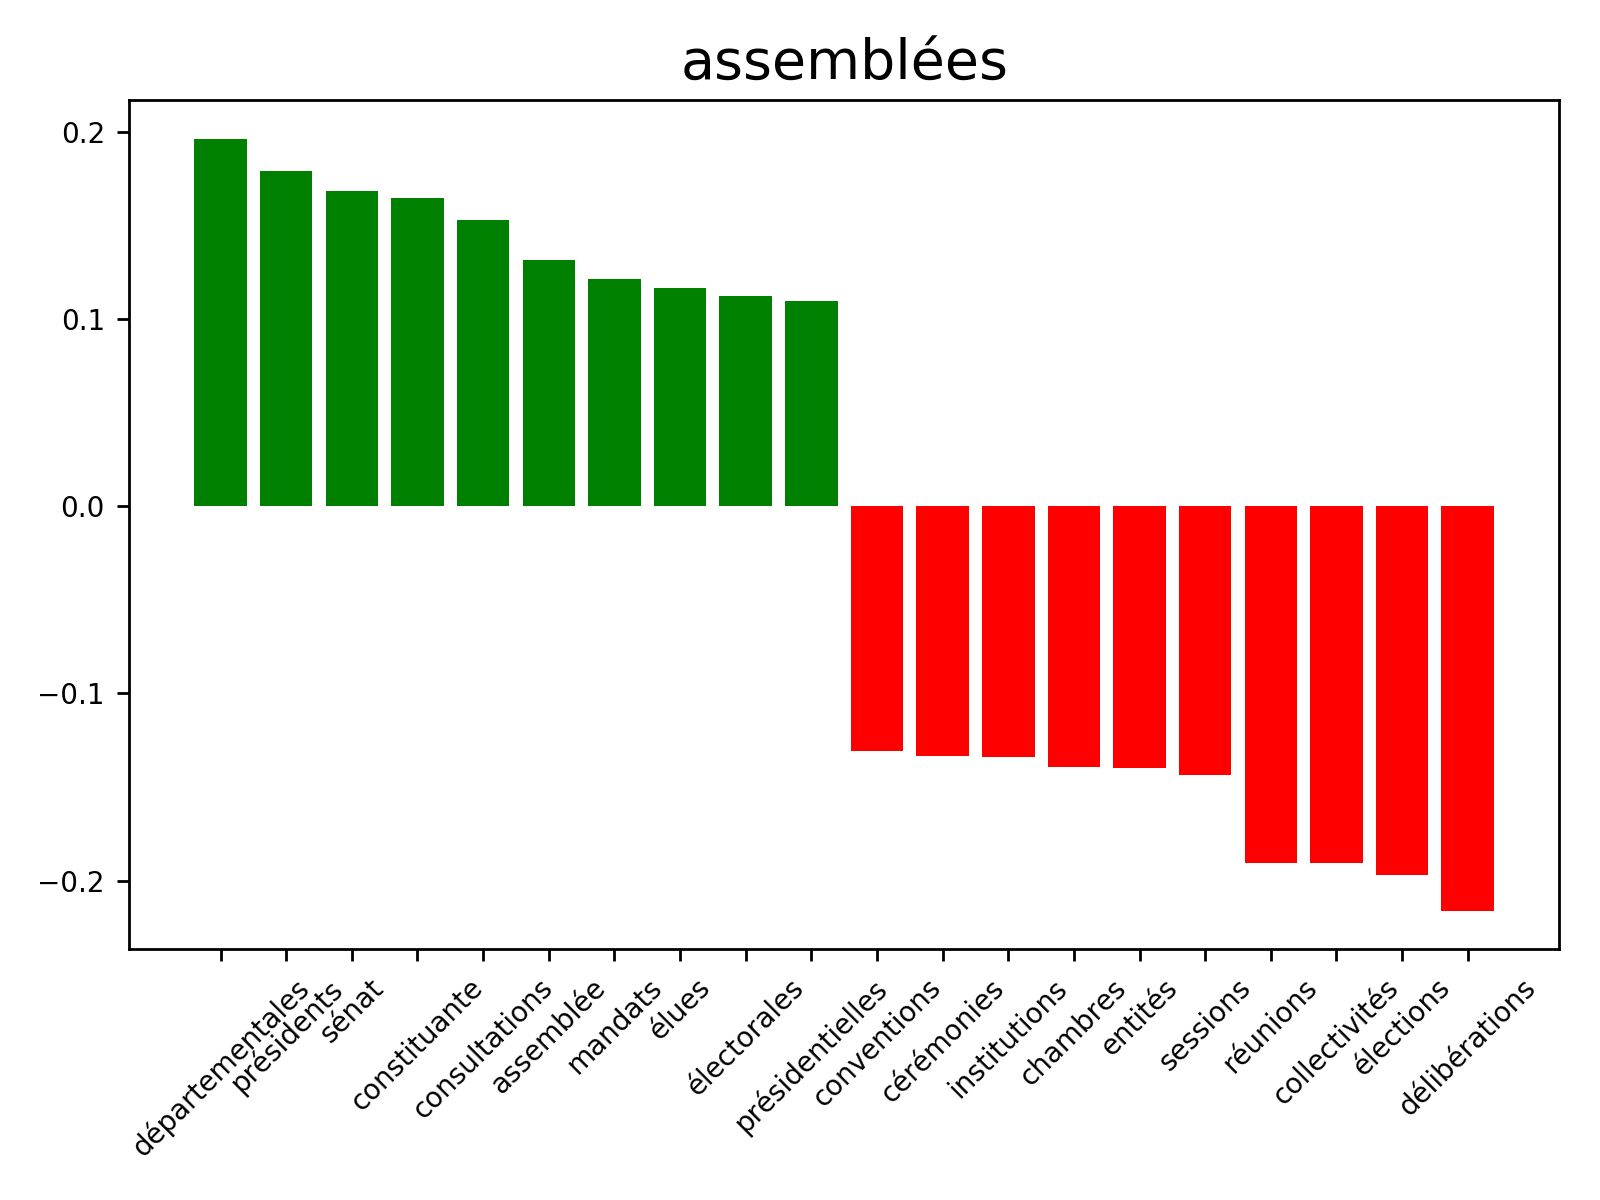 assemblées
0.2
0.1
0.0
−0.1
−0.2
départementales
présidents
sénat
constituante
consultations
assemblée
mandats
élues
électorales
présidentielles
conventions
cérémonies
institutions
chambres
entités
sessions
réunions
collectivités
élections
délibérations